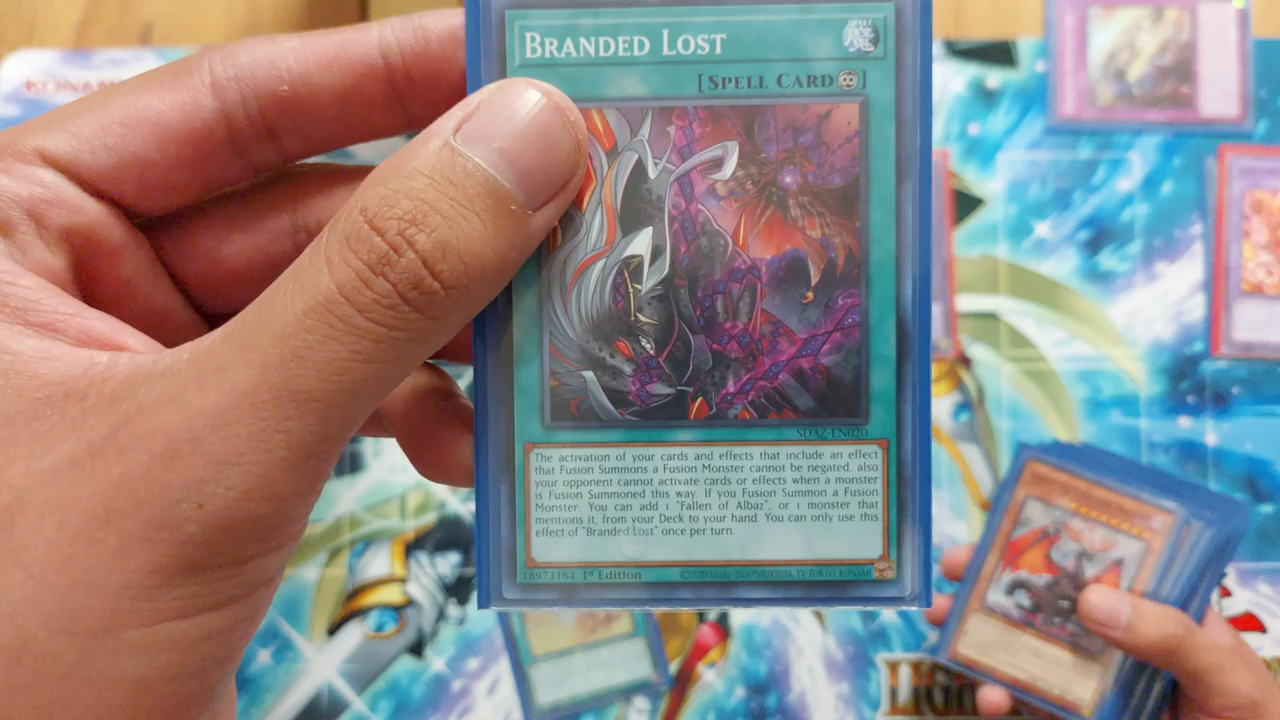 BRANDED LOST
[SPELL CARD]
SDAZ-EN020
The activation of your cards and effects that include an effect
that Fusion Summons a Fusion Monster cannot be negated, also
your opponent cannot activate cards or effects when a monster
is Fusion Summoned this way. If you Fusion Summon a Fusion
Monster: You can add 1 "Fallen of Albaz", or 1 monster that
mentions it, from your Deck to your hand. You can only use this
effect of "Branded Lost" once per turn.
18973184 1st Edition
KONAMI